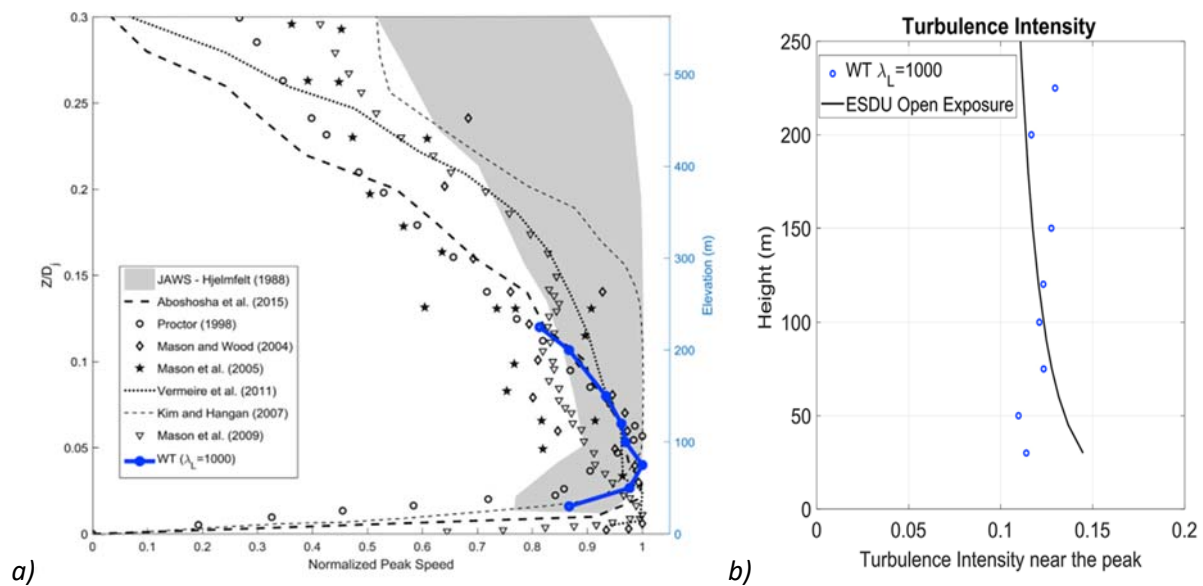 a)
0.3
0.25
0.2
0.15
0.1
0.05
0
Z/Dj
0
0.1
0.2
0.3
0.4
0.5
0.6
0.7
0.8
0.9
1
Normalized Peak Speed
500
400
300
200
100
0
Elevation (m)
JAWS - Hjelmfelt (1988)
Aboshosha et al. (2015)
Proctor (1998)
Mason and Wood (2004)
Mason et al. (2005)
Vermeire et al. (2011)
Kim and Hangan (2007)
Mason et al. (2009)
WT (λL=1000)
b)
Turbulence Intensity
250
200
150
100
50
0
Height (m)
WT λL=1000
ESDU Open Exposure
0
0.05
0.1
0.15
0.2
Turbulence Intensity near the peak